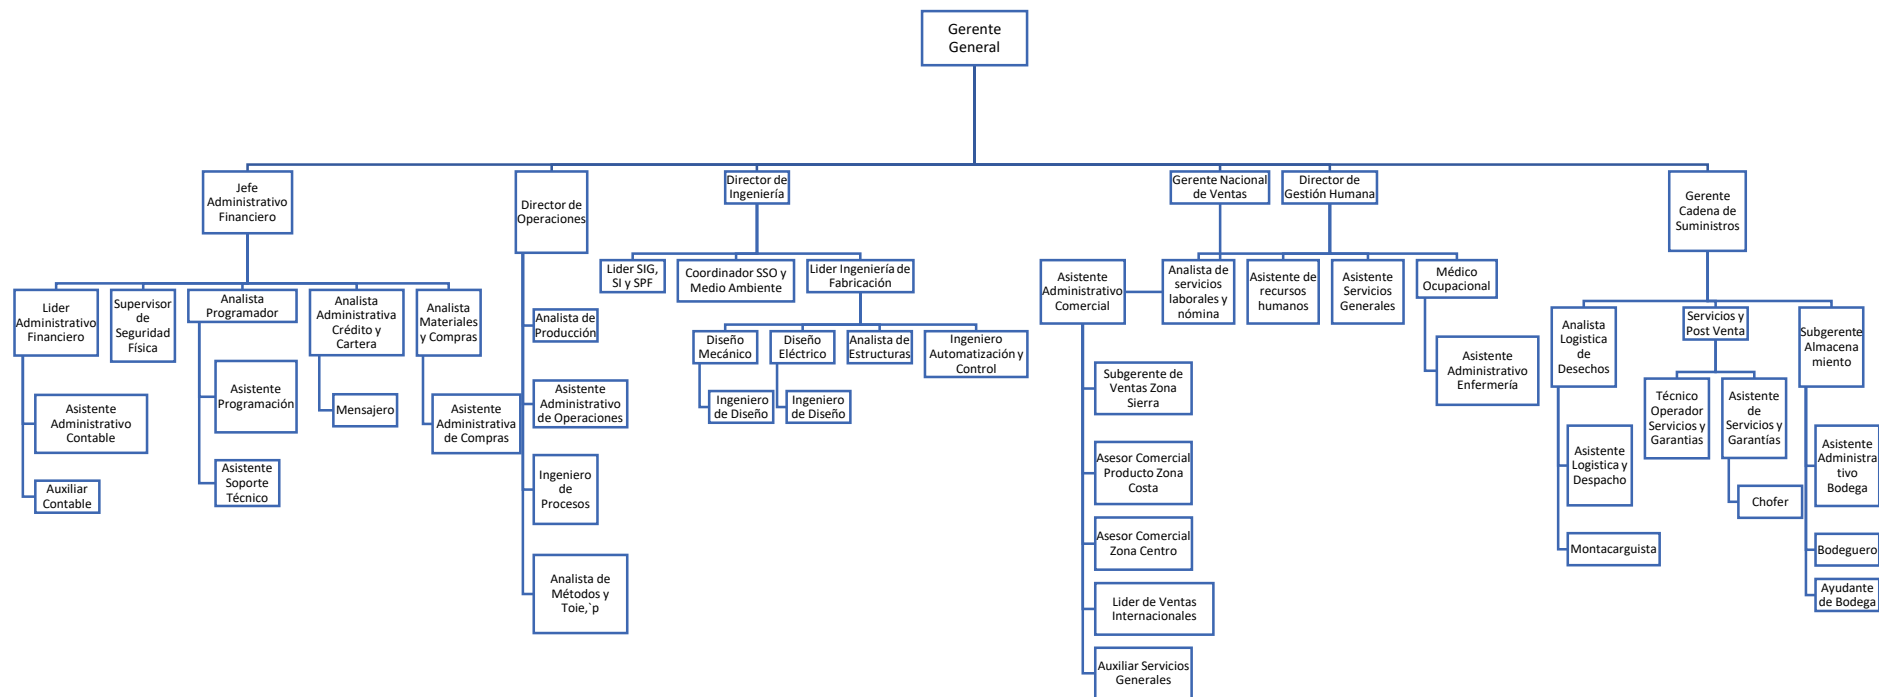 Gerente
General
Jefe
Administrativo
Financiero
Director de
Operaciones
Director de
Ingeniería
Gerente Nacional
de Ventas
Director de
Gestión Humana
Gerente
Cadena de
Suministros
Lider
Administrativo
Financiero
Supervisor
de
Seguridad
Física
Analista
Programador
Analista
Administrativa
Crédito y
Cartera
Analista
Materiales
y Compras
Asistente
Administrativo
Contable
Auxiliar
Contable
Asistente
Programación
Asistente
Soporte
Técnico
Mensajero
Asistente
Administrativa
de Compras
Analista de
Producción
Asistente
Administrativo
de Operaciones
Ingeniero
de
Procesos
Analista de
Métodos y
Toie,`p
Lider SIG,
SI y SPF
Coordinador SSO y
Medio Ambiente
Lider Ingeniería de
Fabricación
Diseño
Mecánico
Diseño
Eléctrico
Analista de
Estructuras
Ingeniero
Automatización y
Control
Ingeniero
de Diseño
Ingeniero
de Diseño
Asistente
Administrativo
Comercial
Analista de
servicios
laborales y
nómina
Asistente de
recursos
humanos
Asistente
Servicios
Generales
Médico
Ocupacional
Asistente
Administrativo
Enfermería
Subgerente de
Ventas Zona
Sierra
Asesor Comercial
Producto Zona
Costa
Asesor Comercial
Zona Centro
Lider de Ventas
Internacionales
Auxiliar Servicios
Generales
Analista
Logistica
de
Desechos
Servicios y
Post Venta
Subgerente
Almacena
miento
Asistente
Logistica y
Despacho
Montacarguista
Técnico
Operador
Servicios y
Garantias
Asistente
de
Servicios y
Garantías
Chofer
Asistente
Administra
tivo
Bodega
Bodeguero
Ayudante
de Bodega